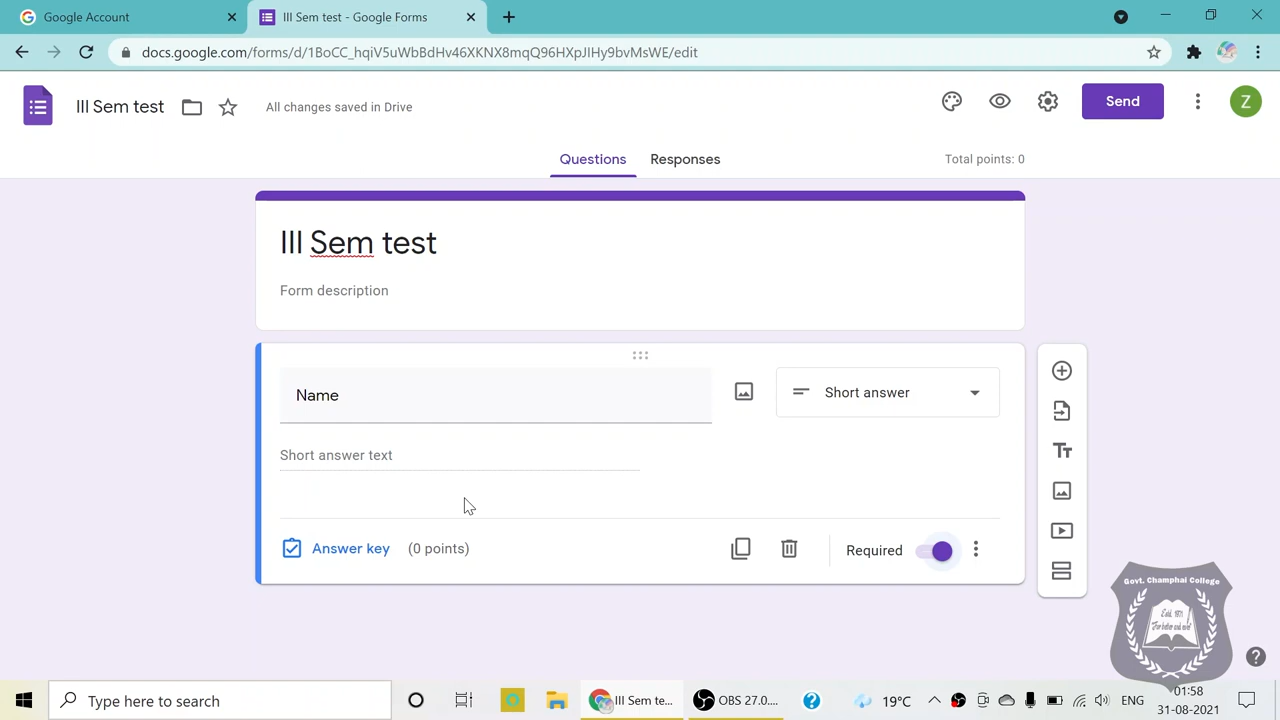 Google Account
III Sem test - Google Forms
docs.google.com/forms/d/1BoCC_hqiV5uWbBdHv46XKNX8mqQ96HXpJIHy9bvMsWE/edit
III Sem test
All changes saved in Drive
Send
Z
Questions
Responses
Total points: 0
III Sem test
Form description
Name
Short answer
Short answer text
Answer key
(0 points)
Required
Govt. Champhai College
Estd. 1971
Type here to search
III Sem te...
OBS 27.0....
19°C
ENG
01:58
31-08-2021